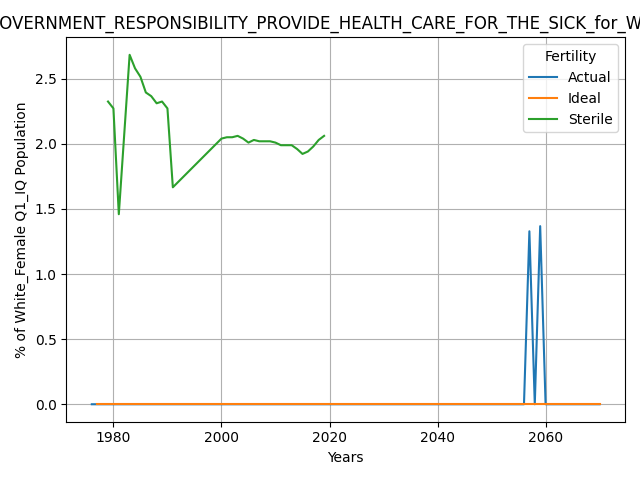 OVERNMENT_RESPONSIBILITY_PROVIDE_HEALTH_CARE_FOR_THE_SICK_for_W
Fertility
Actual
Ideal
Sterile
% of White_Female Q1_IQ Population
2.5
2.0
1.5
1.0
0.5
0.0
1980 2000 2020 2040 2060
Years